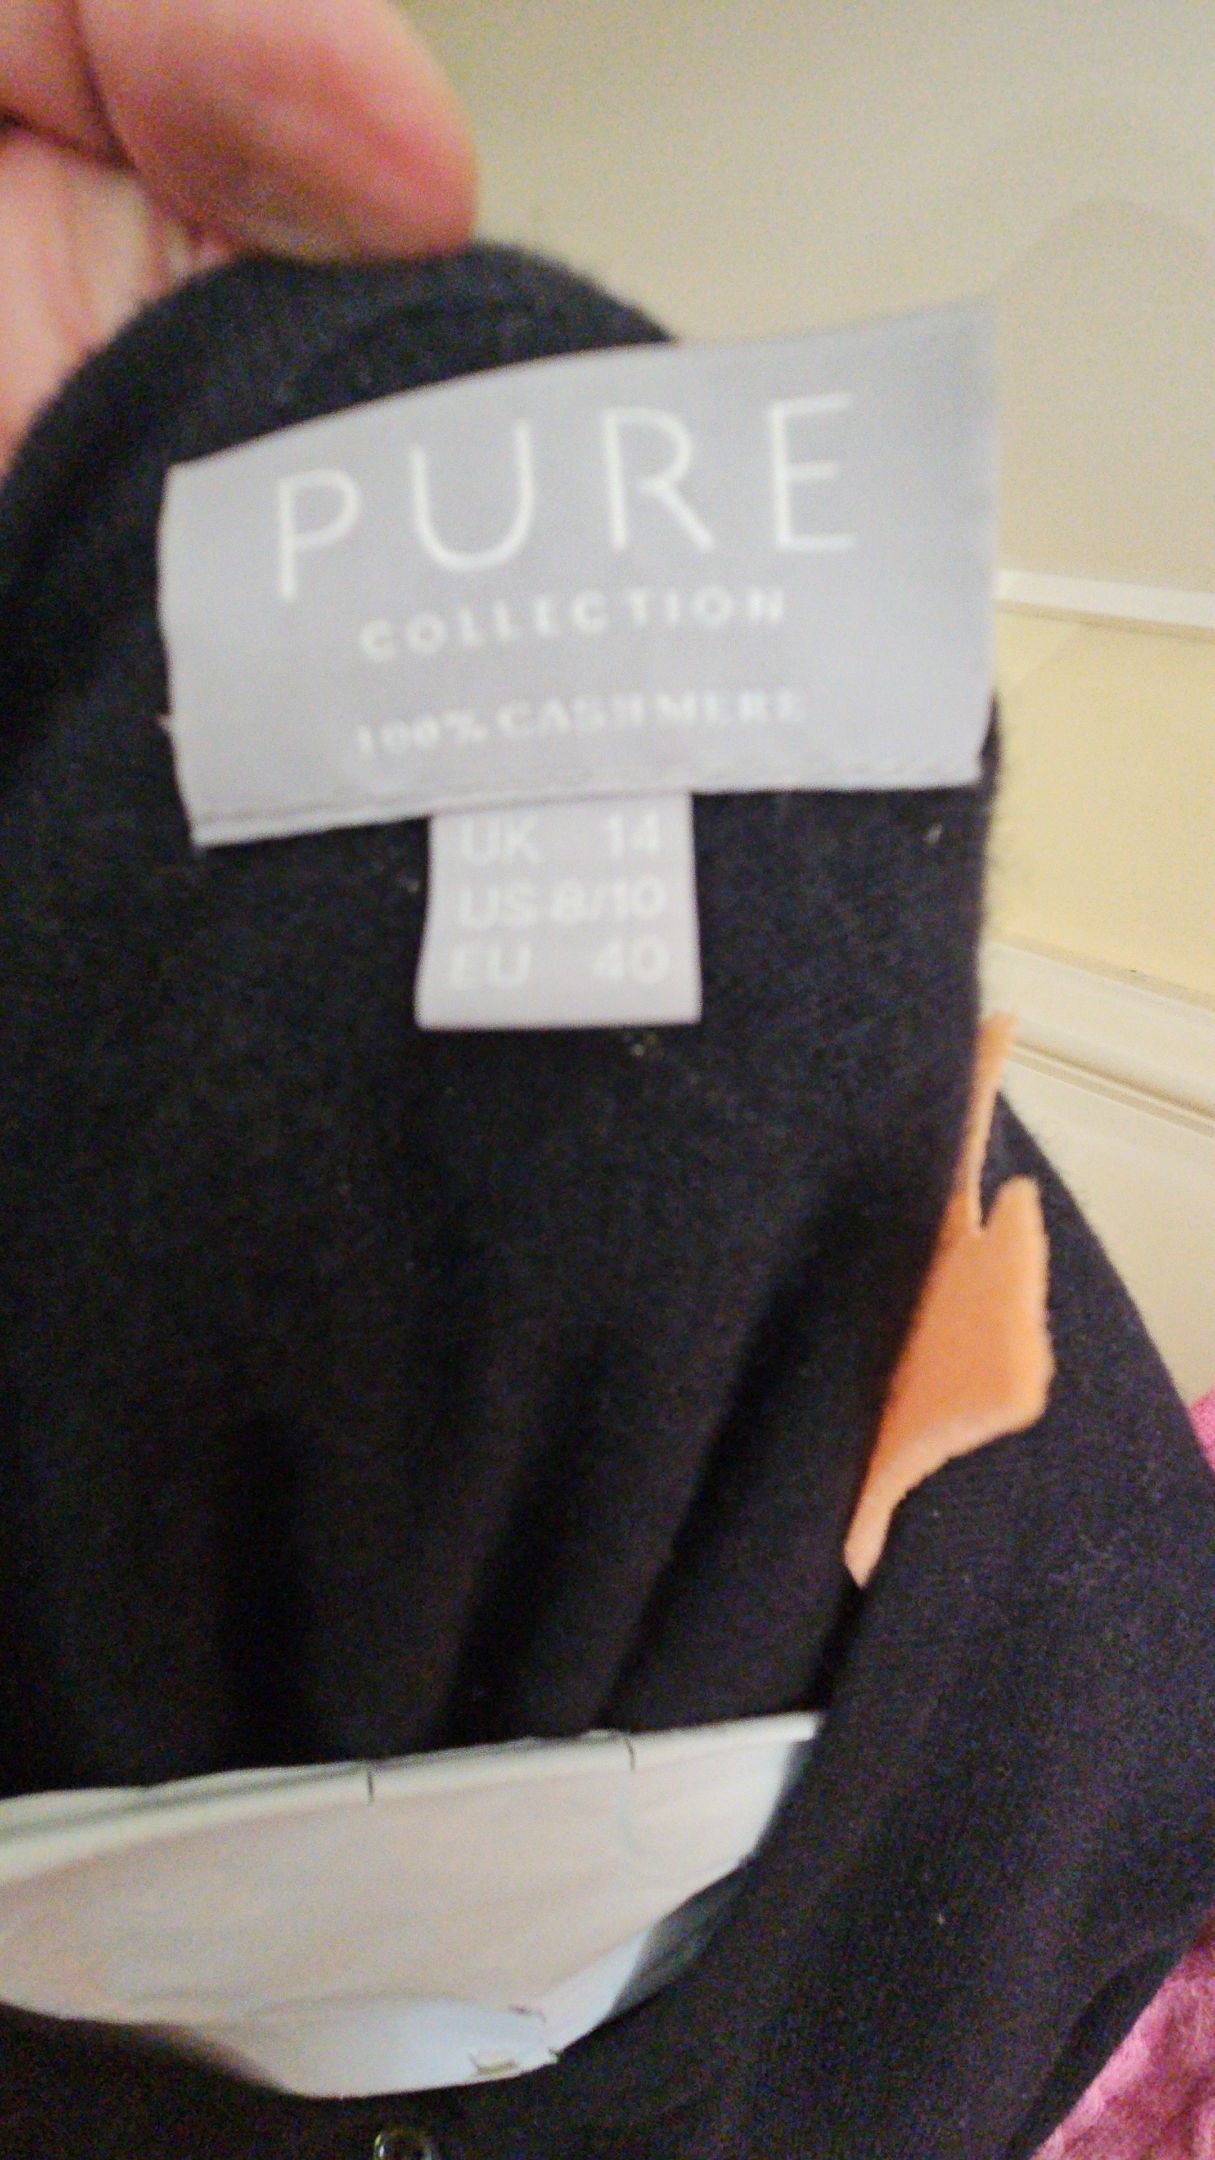 PURE
COLLECTION
100% CASHMERE
UK 14
US 8/10
EU 40